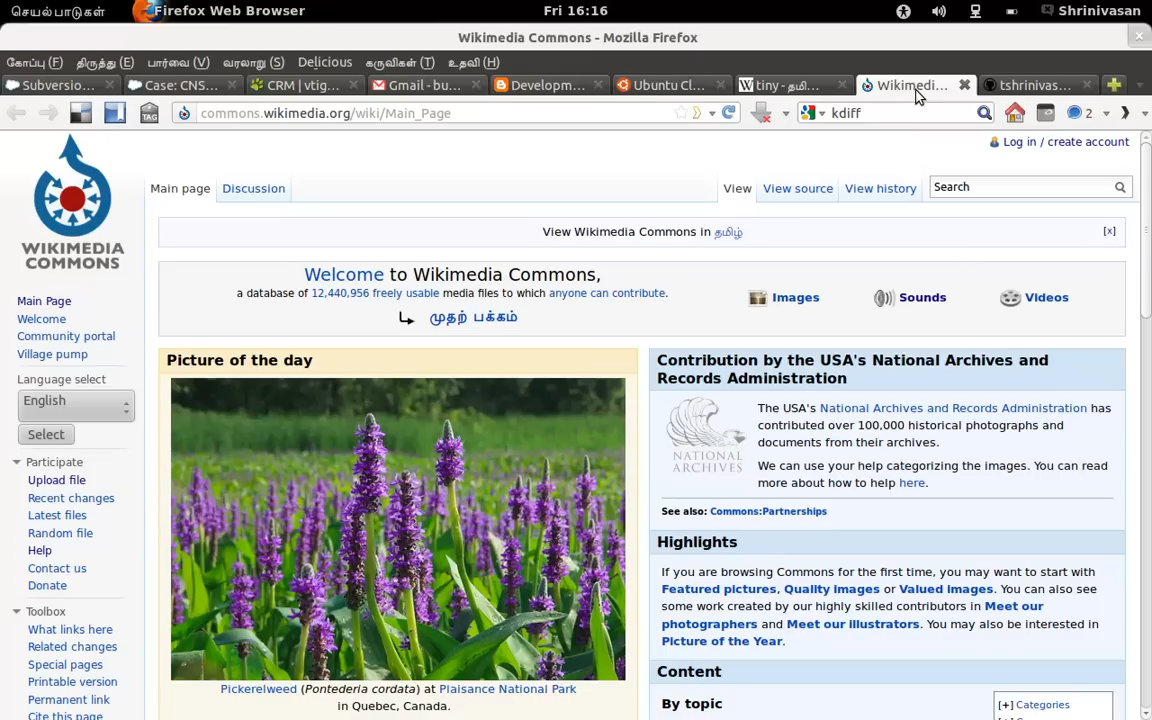 செயல்பாடுகள் Firefox Web Browser Fri 16:16 Shrinivasan
Wikimedia Commons - Mozilla Firefox
கோப்பு (F) திருத்து (E) பார்வை (V) வரலாறு (S) Delicious கருவிகள் (T) உதவி (H)
Subversio... Case: CNS... CRM | vtig... Gmail - bu... Developm... Ubuntu Cl... tiny - தமி... Wikimedi... tshriniva s...
commons.wikimedia.org/wiki/Main_Page kdiff 2
TAG
Log in / create account
Main page Discussion View View source View history Search
WIKIMEDIA
COMMONS
View Wikimedia Commons in தமிழ் [x]
Welcome to Wikimedia Commons,
a database of 12,440,956 freely usable media files to which anyone can contribute.
முதற் பக்கம்
Images Sounds Videos
Main Page
Welcome
Community portal
Village pump
Language select
English
Select
Participate
Upload file
Recent changes
Latest files
Random file
Help
Contact us
Donate
Toolbox
What links here
Related changes
Special pages
Printable version
Permanent link
Cite this page
Picture of the day
Pickerelweed (Pontederia cordata) at Plaisance National Park
in Quebec, Canada.
Contribution by the USA's National Archives and
Records Administration
NATIONAL
ARCHIVES
The USA's National Archives and Records Administration has
contributed over 100,000 historical photographs and
documents from their archives.
We can use your help categorizing the images. You can read
more about how to help here.
See also: Commons:Partnerships
Highlights
If you are browsing Commons for the first time, you may want to start with
Featured pictures, Quality images or Valued images. You can also see
some work created by our highly skilled contributors in Meet our
photographers and Meet our illustrators. You may also be interested in
Picture of the Year.
Content
By topic
[+] Categories